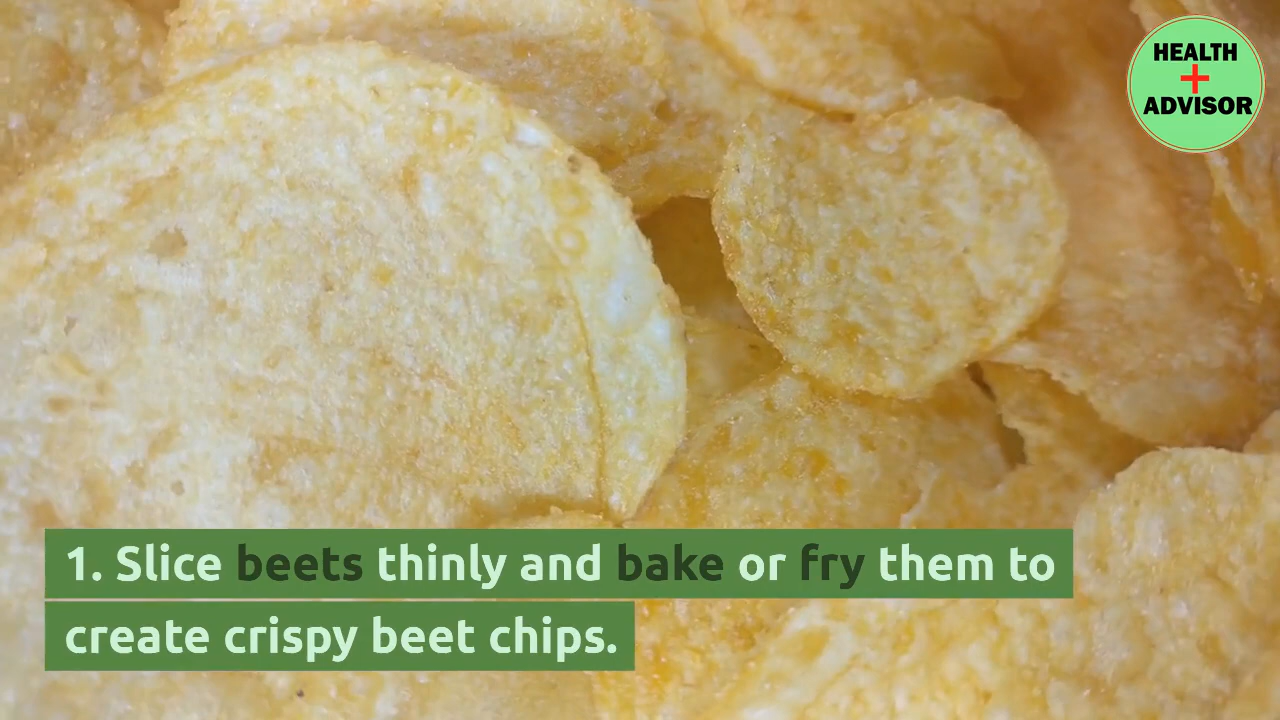 HEALTH
+
ADVISOR
1. Slice beets thinly and bake or fry them to
create crispy beet chips.